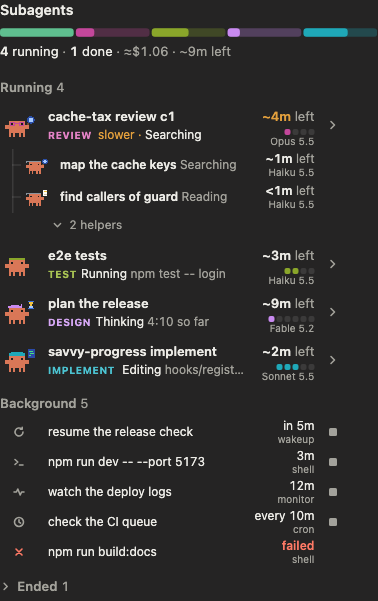 Subagents
4 running · 1 done · ≈$1.06 · ~9m left
Running 4
cache-tax review c1 ~4m left
REVIEW slower · Searching Opus 5.5
map the cache keys Searching ~1m left
Haiku 5.5
find callers of guard Reading <1m left
Haiku 5.5
2 helpers
e2e tests ~3m left
TEST Running npm test -- login Haiku 5.5
plan the release ~9m left
DESIGN Thinking 4:10 so far Fable 5.2
savvy-progress implement ~2m left
IMPLEMENT Editing hooks/regist... Sonnet 5.5
Background 5
resume the release check in 5m
wakeup
npm run dev -- --port 5173 3m
shell
watch the deploy logs 12m
monitor
check the CI queue every 10m
cron
npm run build:docs failed
shell
Ended 1